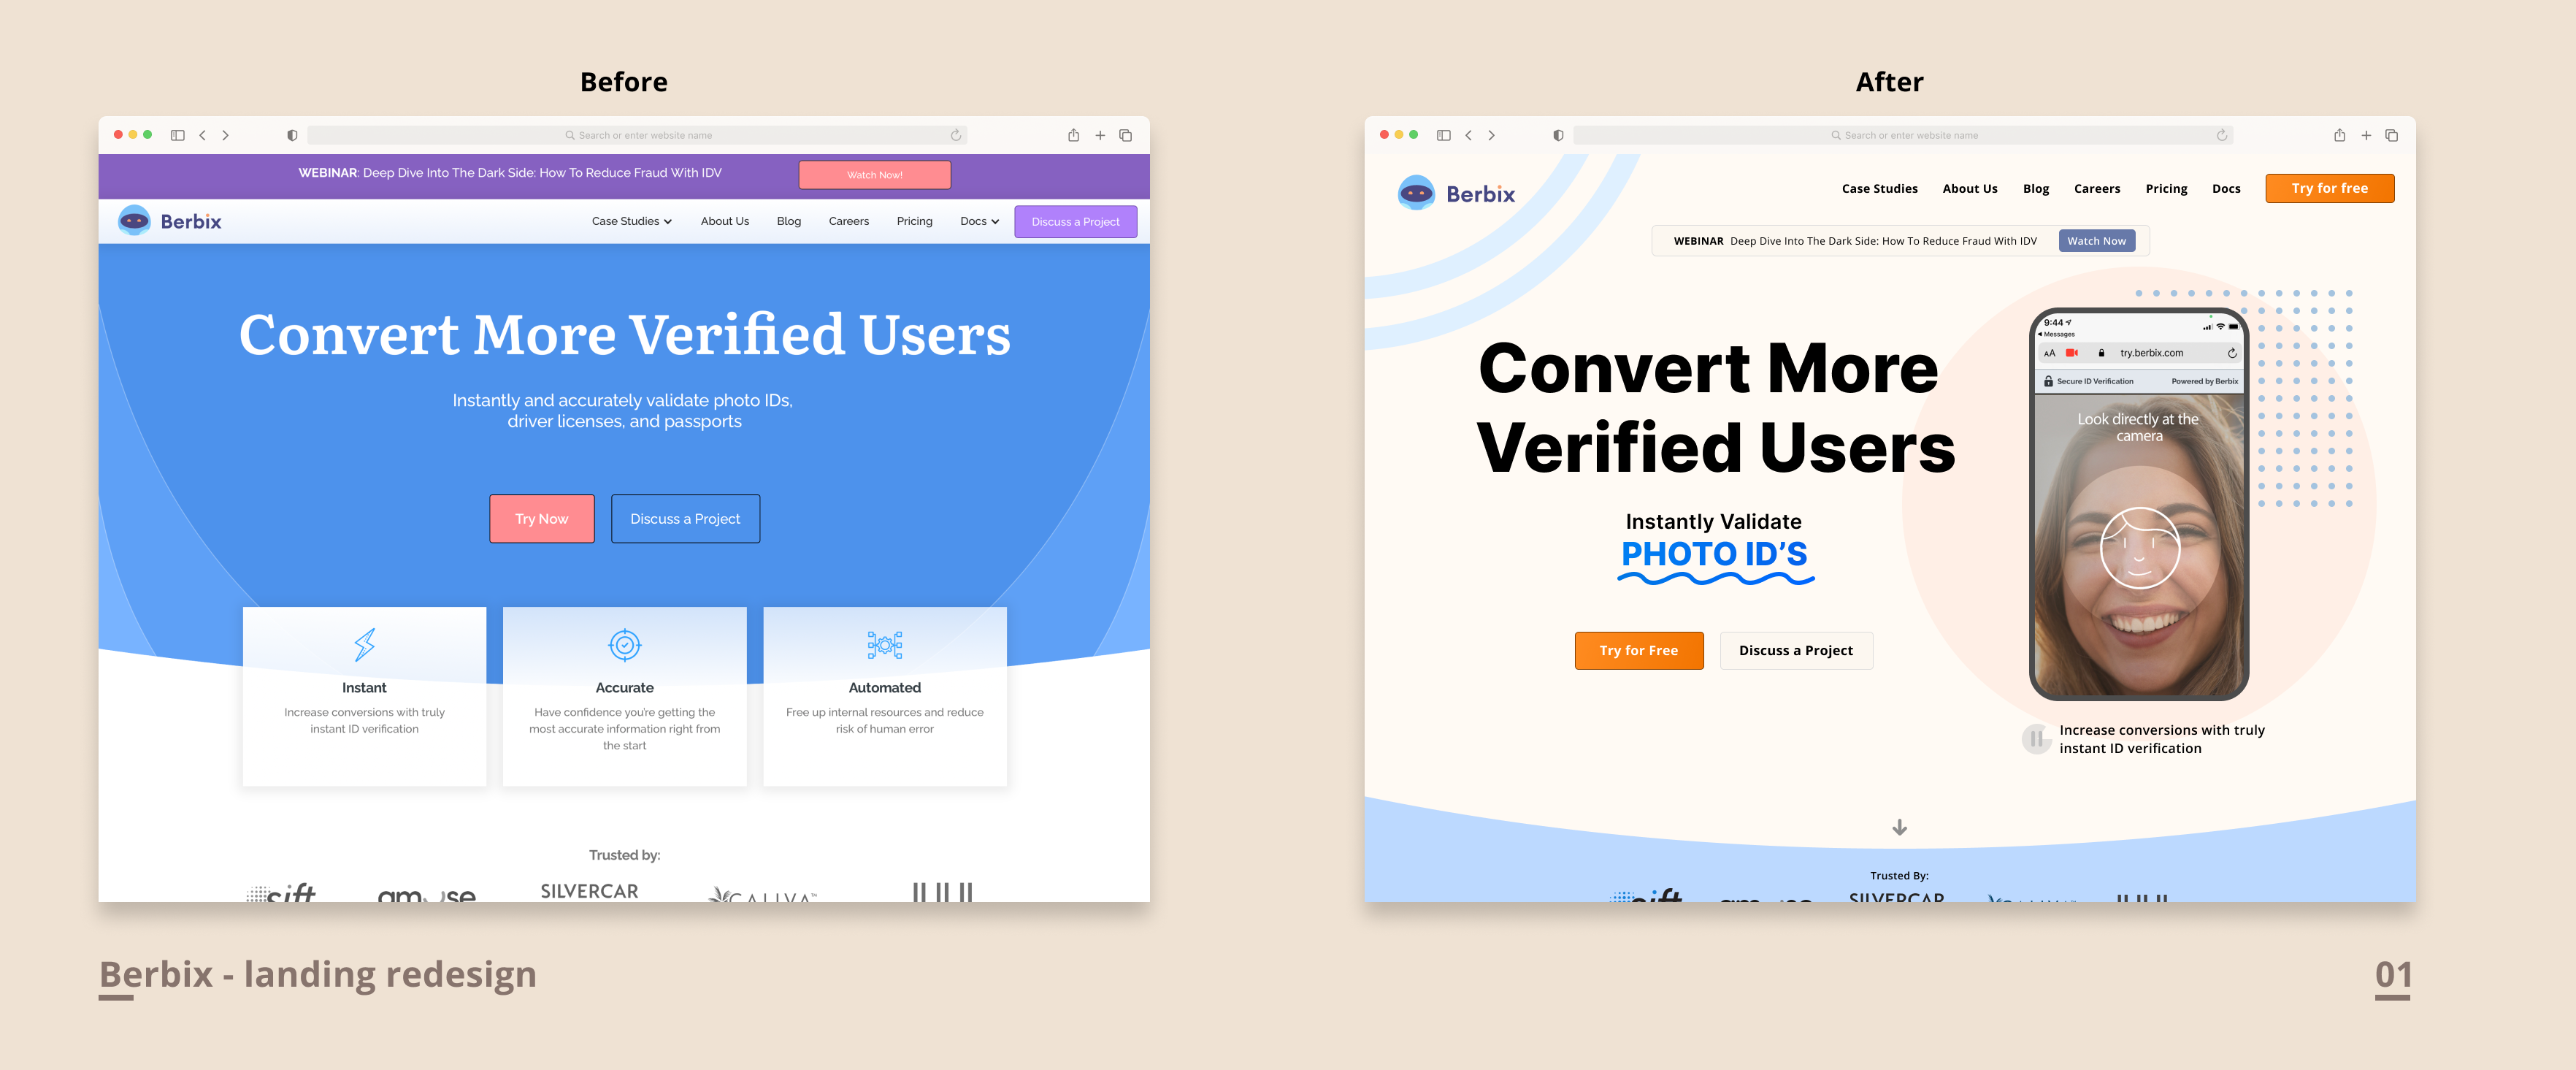 Before
Search or enter website name
WEBINAR: Deep Dive Into The Dark Side: How To Reduce Fraud With IDV
Watch Now!
Berbix
Case Studies
About Us
Blog
Careers
Pricing
Docs
Discuss a Project
Convert More Verified Users
Instantly and accurately validate photo IDs,
driver licenses, and passports
Try Now
Discuss a Project
Instant
Increase conversions with truly
instant ID verification
Accurate
Have confidence you're getting the
most accurate information right from
the start
Automated
Free up internal resources and reduce
risk of human error
Trusted by:
sift
SILVERCAR
After
Search or enter website name
Berbix
Case Studies
About Us
Blog
Careers
Pricing
Docs
Try for free
WEBINAR Deep Dive Into The Dark Side: How To Reduce Fraud With IDV
Watch Now
Convert More
Verified Users
Instantly Validate
PHOTO ID'S
Try for Free
Discuss a Project
9:44
Messages
AA
try.berbix.com
Secure ID Verification
Powered by Berbix
Look directly at the
camera
Increase conversions with truly
instant ID verification
Trusted By:
sift
SILVERCAR
Berbix - landing redesign
01